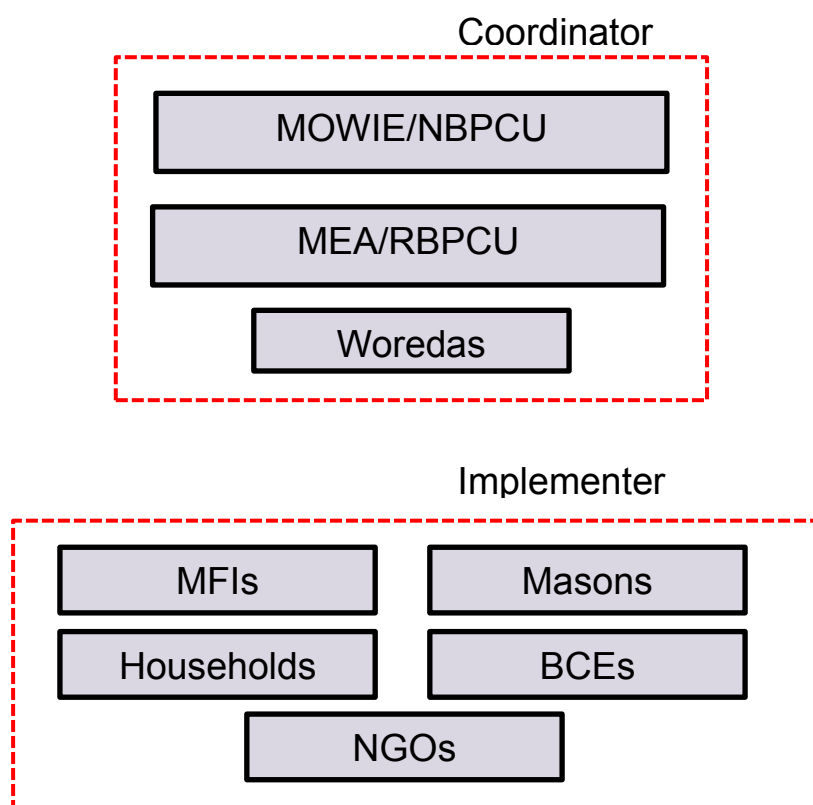 Coordinator
MOWIE/NBPCU
MEA/RBPCU
Woredas
Implementer
MFIs
Masons
Households
BCEs
NGOs